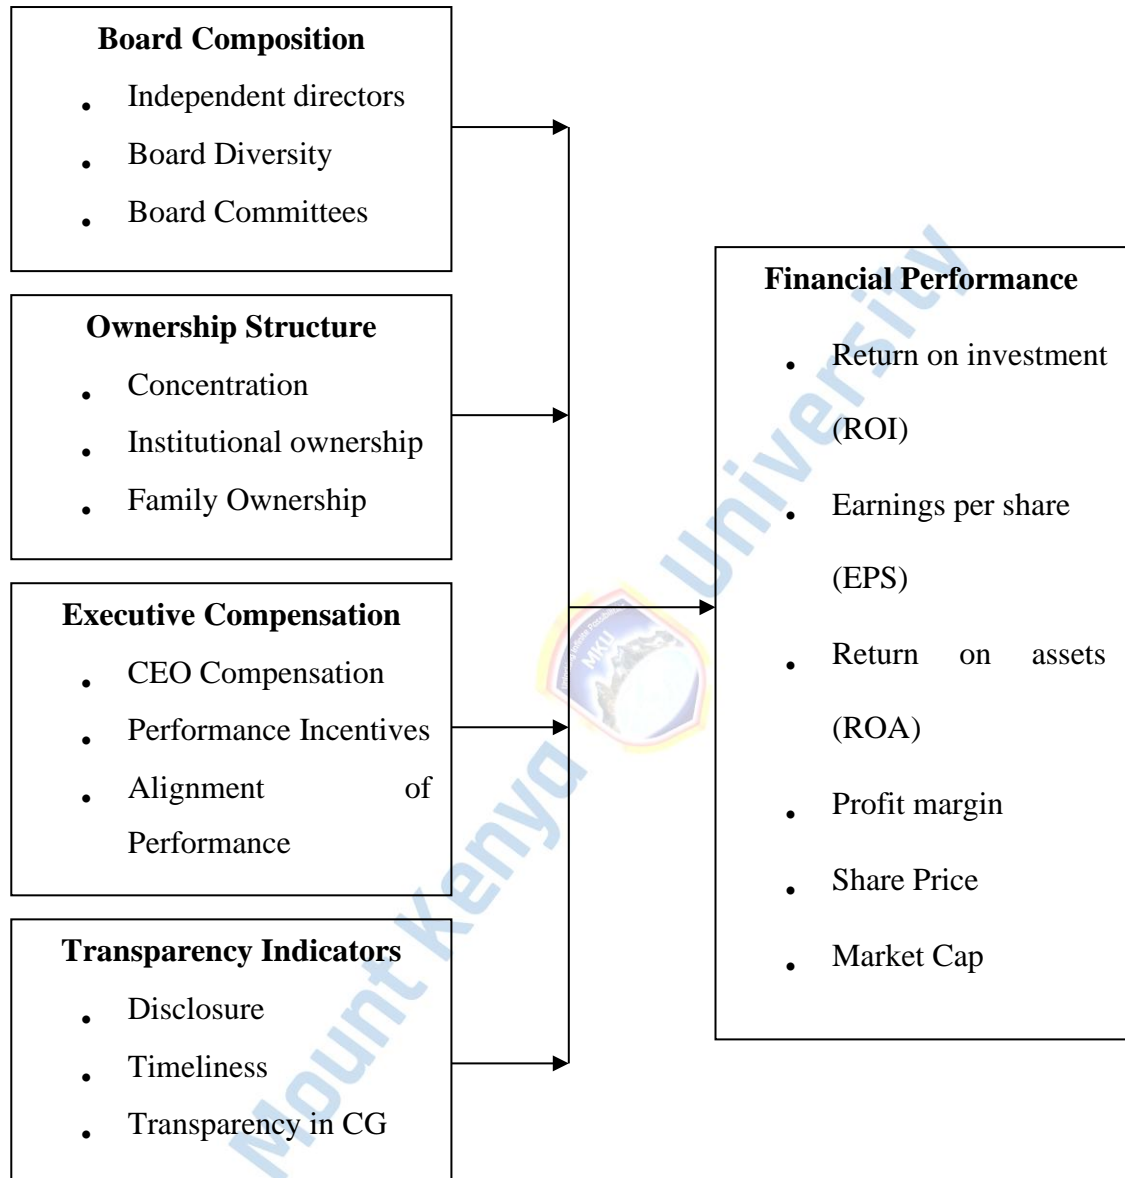 Board Composition
• Independent directors
• Board Diversity
• Board Committees
Ownership Structure
• Concentration
• Institutional ownership
• Family Ownership
Executive Compensation
• CEO Compensation
• Performance Incentives
• Alignment of
Performance
Transparency Indicators
• Disclosure
• Timeliness
• Transparency in CG
Financial Performance
• Return on investment
(ROI)
• Earnings per share
(EPS)
• Return on assets
(ROA)
• Profit margin
• Share Price
• Market Cap
Mount Kenya University
MKU